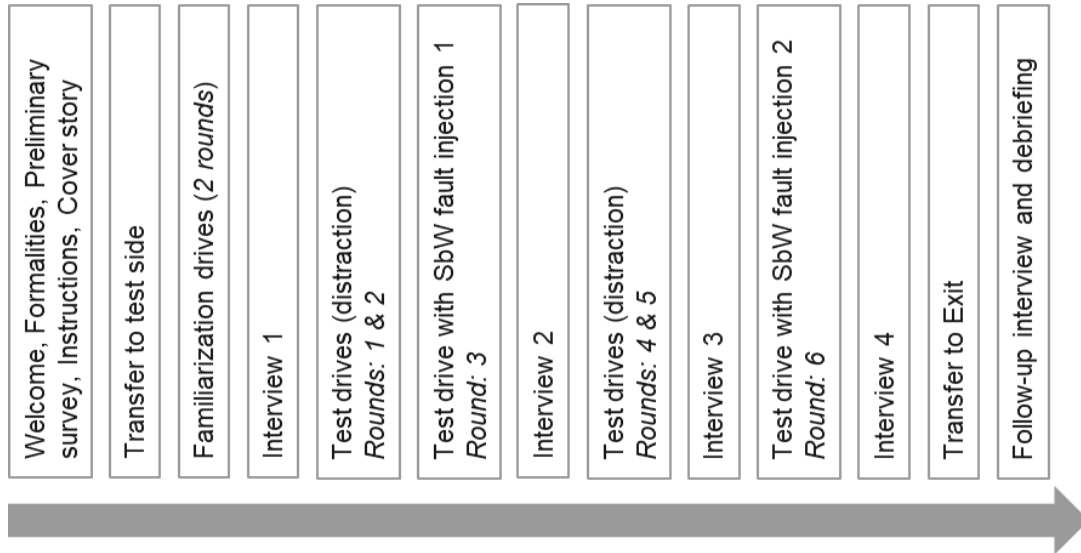 Welcome, Formalities, Preliminary
survey, Instructions, Cover story
Transfer to test side
Familiarization drives (2 rounds)
Interview 1
Test drives (distraction)
Rounds: 1 & 2
Test drive with SbW fault injection 1
Round: 3
Interview 2
Test drives (distraction)
Rounds: 4 & 5
Interview 3
Test drive with SbW fault injection 2
Round: 6
Interview 4
Transfer to Exit
Follow-up interview and debriefing